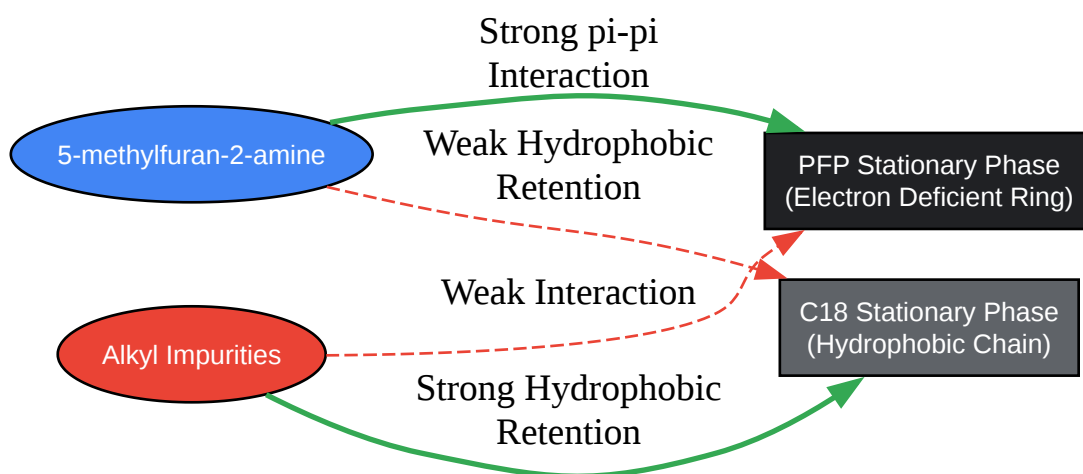 Strong pi-pi
Interaction
5-methylfuran-2-amine
Weak Hydrophobic
Retention
PFP Stationary Phase
(Electron Deficient Ring)
Weak Interaction
C18 Stationary Phase
(Hydrophobic Chain)
Alkyl Impurities
Strong Hydrophobic
Retention